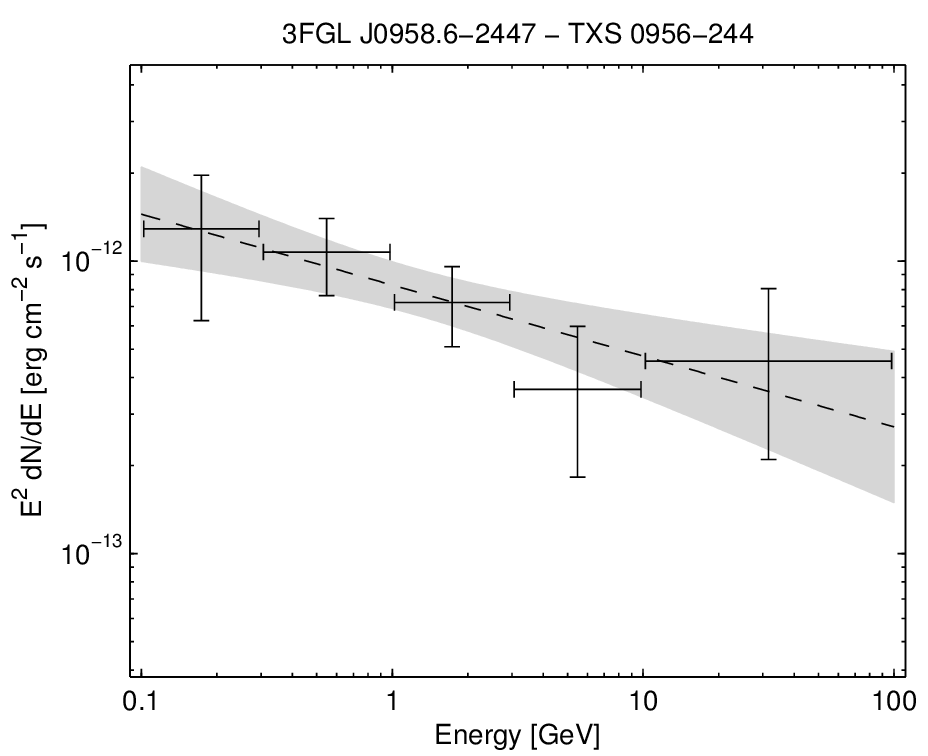 3FGL J0958.6−2447 − TXS 0956−244
E² dN/dE [erg cm⁻² s⁻¹]
10⁻¹²
10⁻¹³
0.1 1 10 100
Energy [GeV]